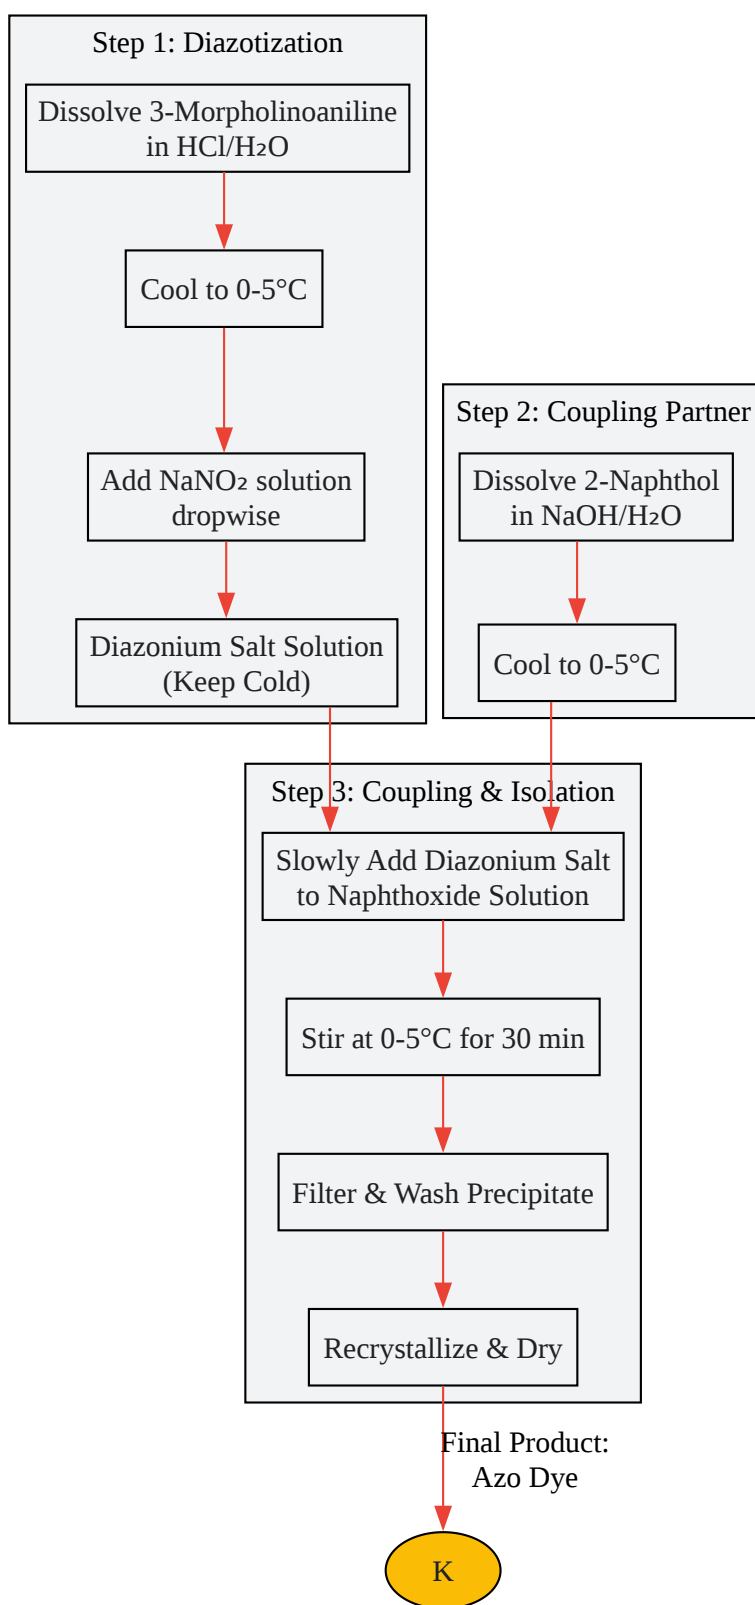 Step 1: Diazotization
Dissolve 3-Morpholinoaniline
in HCl/H₂O
Cool to 0-5°C
Add NaNO₂ solution
dropwise
Diazonium Salt Solution
(Keep Cold)
Step 2: Coupling Partner
Dissolve 2-Naphthol
in NaOH/H₂O
Cool to 0-5°C
Step 3: Coupling & Isolation
Slowly Add Diazonium Salt
to Naphthoxide Solution
Stir at 0-5°C for 30 min
Filter & Wash Precipitate
Recrystallize & Dry
Final Product:
Azo Dye
K